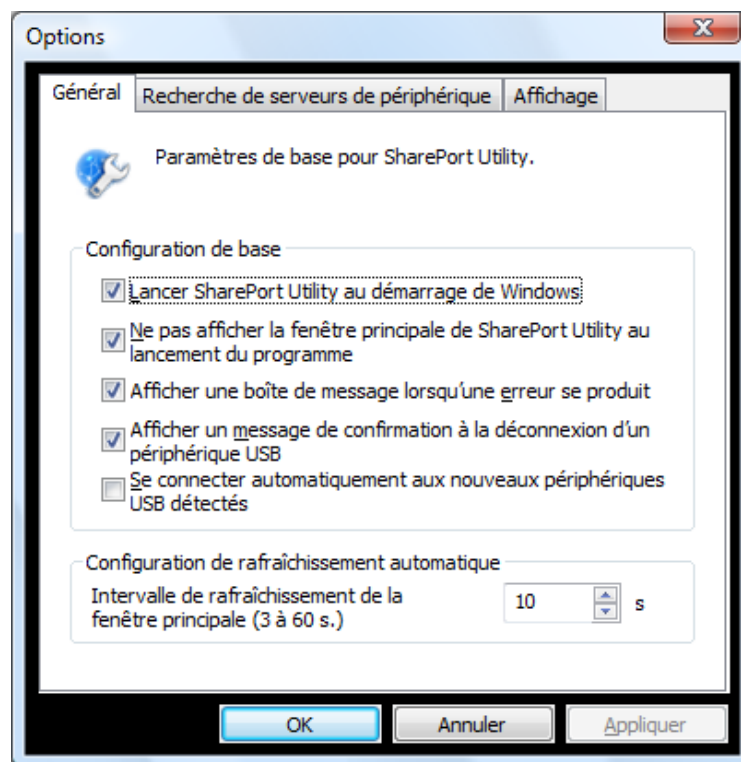 Options
Général
Recherche de serveurs de périphérique
Affichage
Paramètres de base pour SharePort Utility.
Configuration de base
Lancer SharePort Utility au démarrage de Windows
Ne pas afficher la fenêtre principale de SharePort Utility au
lancement du programme
Afficher une boîte de message lorsqu'une erreur se produit
Afficher un message de confirmation à la déconnexion d'un
périphérique USB
Se connecter automatiquement aux nouveaux périphériques
USB détectés
Configuration de rafraîchissement automatique
Intervalle de rafraîchissement de la
fenêtre principale (3 à 60 s.)
10 s
OK
Annuler
Appliquer